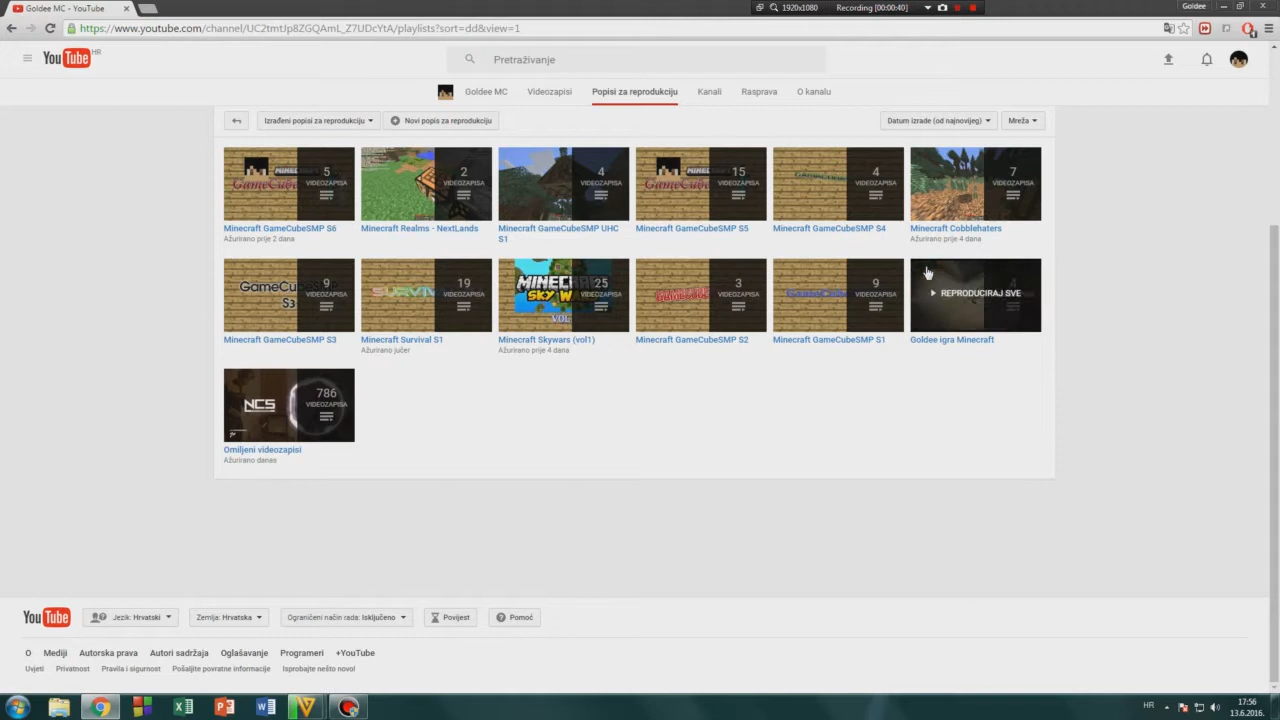 Goldee MC - YouTube
1920x1080
Recording [00:00:40]
Goldee
https://www.youtube.com/channel/UC2tmtJp8ZGQAmL_Z7UDcYtA/playlists?sort=dd&view=1
YouTube HR
Pretraživanje
Goldee MC
Videozapisi
Popisi za reprodukciju
Kanali
Rasprava
O kanalu
Izrađeni popisi za reprodukciju
Novi popis za reprodukciju
Datum izrade (od najnovijeg)
Mreža
5
VIDEOZAPISA
Minecraft GameCubeSMP S6
Ažurirano prije 2 dana
2
VIDEOZAPISA
Minecraft Realms - NextLands
4
VIDEOZAPISA
Minecraft GameCubeSMP UHC
S1
15
VIDEOZAPISA
Minecraft GameCubeSMP S5
4
VIDEOZAPISA
Minecraft GameCubeSMP S4
7
VIDEOZAPISA
Minecraft Cobblehaters
Ažurirano prije 4 dana
9
VIDEOZAPISA
Minecraft GameCubeSMP S3
19
VIDEOZAPISA
Minecraft Survival S1
Ažurirano jučer
25
VIDEOZAPISA
Minecraft Skywars (vol1)
Ažurirano prije 4 dana
3
VIDEOZAPISA
Minecraft GameCubeSMP S2
9
VIDEOZAPISA
Minecraft GameCubeSMP S1
4
REPRODUCIRAJ SVE
Goldee igra Minecraft
NCS
786
VIDEOZAPISA
Omiljeni videozapisi
Ažurirano danas
YouTube
Jezik: Hrvatski
Zemlja: Hrvatska
Ograničeni način rada: Isključeno
Povijest
Pomoć
O
Mediji
Autorska prava
Autori sadržaja
Oglašavanje
Programeri
+YouTube
Uvjeti
Privatnost
Pravila i sigurnost
Pošaljite povratne informacije
Isprobajte nešto novo!
HR
17:56
13.6.2016.